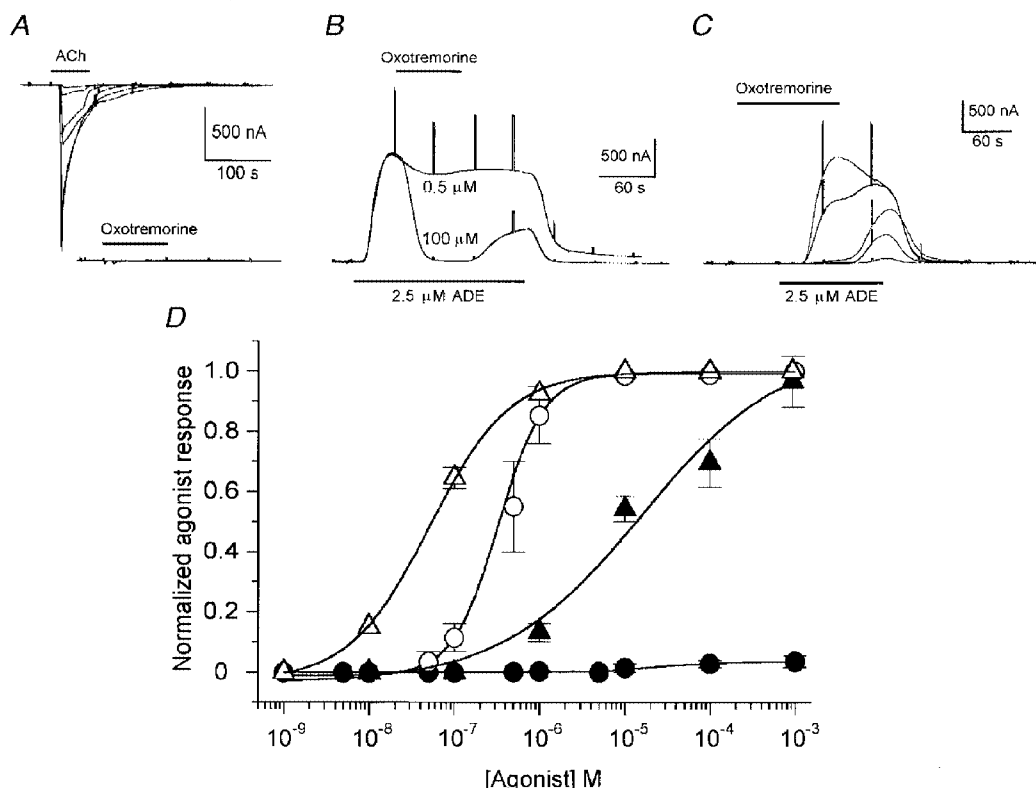 A
ACh
500 nA
100 s
Oxotremorine
B
Oxotremorine
0.5 µM
100 µM
500 nA
60 s
2.5 µM ADE
C
Oxotremorine
500 nA
60 s
2.5 µM ADE
D
Normalized agonist response
1.0
0.8
0.6
0.4
0.2
0
10⁻⁹ 10⁻⁸ 10⁻⁷ 10⁻⁶ 10⁻⁵ 10⁻⁴ 10⁻³
[Agonist] M